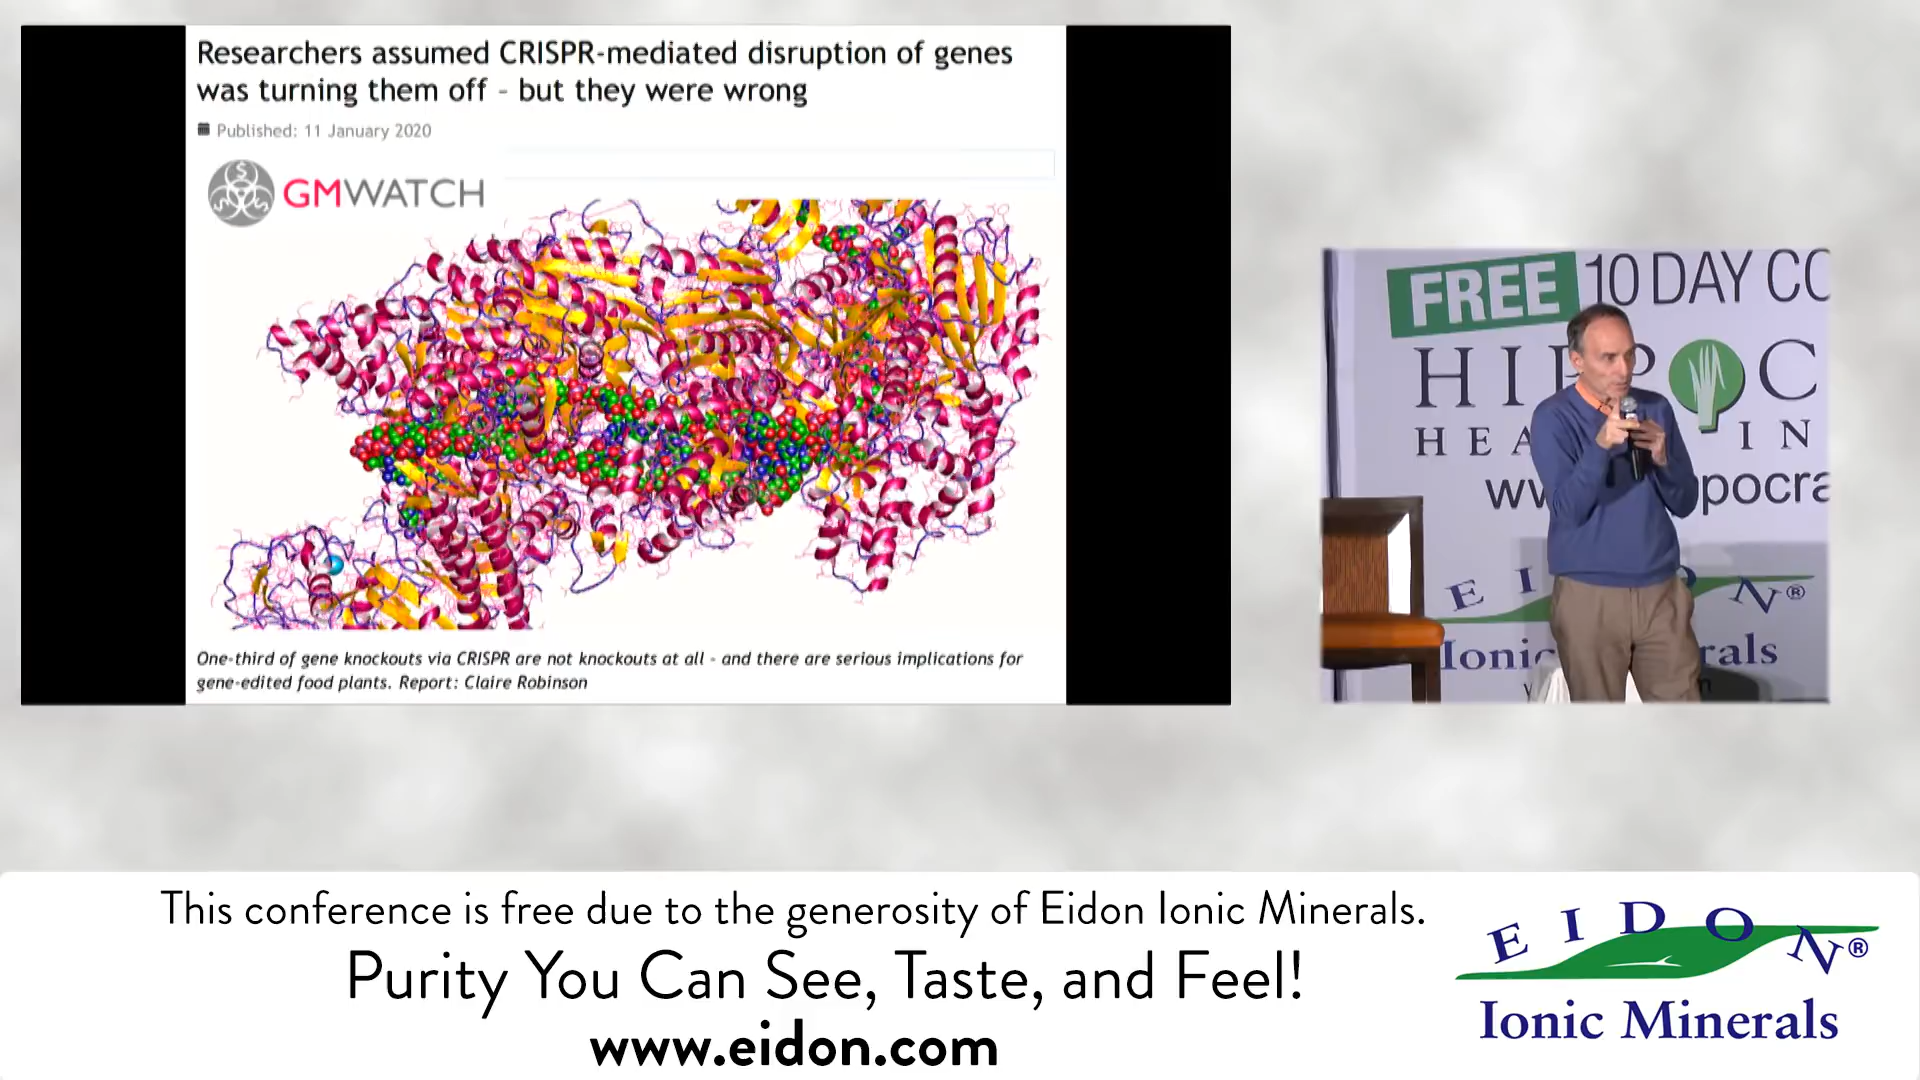 Researchers assumed CRISPR-mediated disruption of genes
was turning them off - but they were wrong
Published: 11 January 2020
GMWATCH
One-third of gene knockouts via CRISPR are not knockouts at all - and there are serious implications for
gene-edited food plants. Report: Claire Robinson
FREE 10 DAY CO
HIPPOC
HEA IN
ww pocra
E I O N®
Ionic rals
This conference is free due to the generosity of Eidon Ionic Minerals.
Purity You Can See, Taste, and Feel!
www.eidon.com
EIDON®
Ionic Minerals